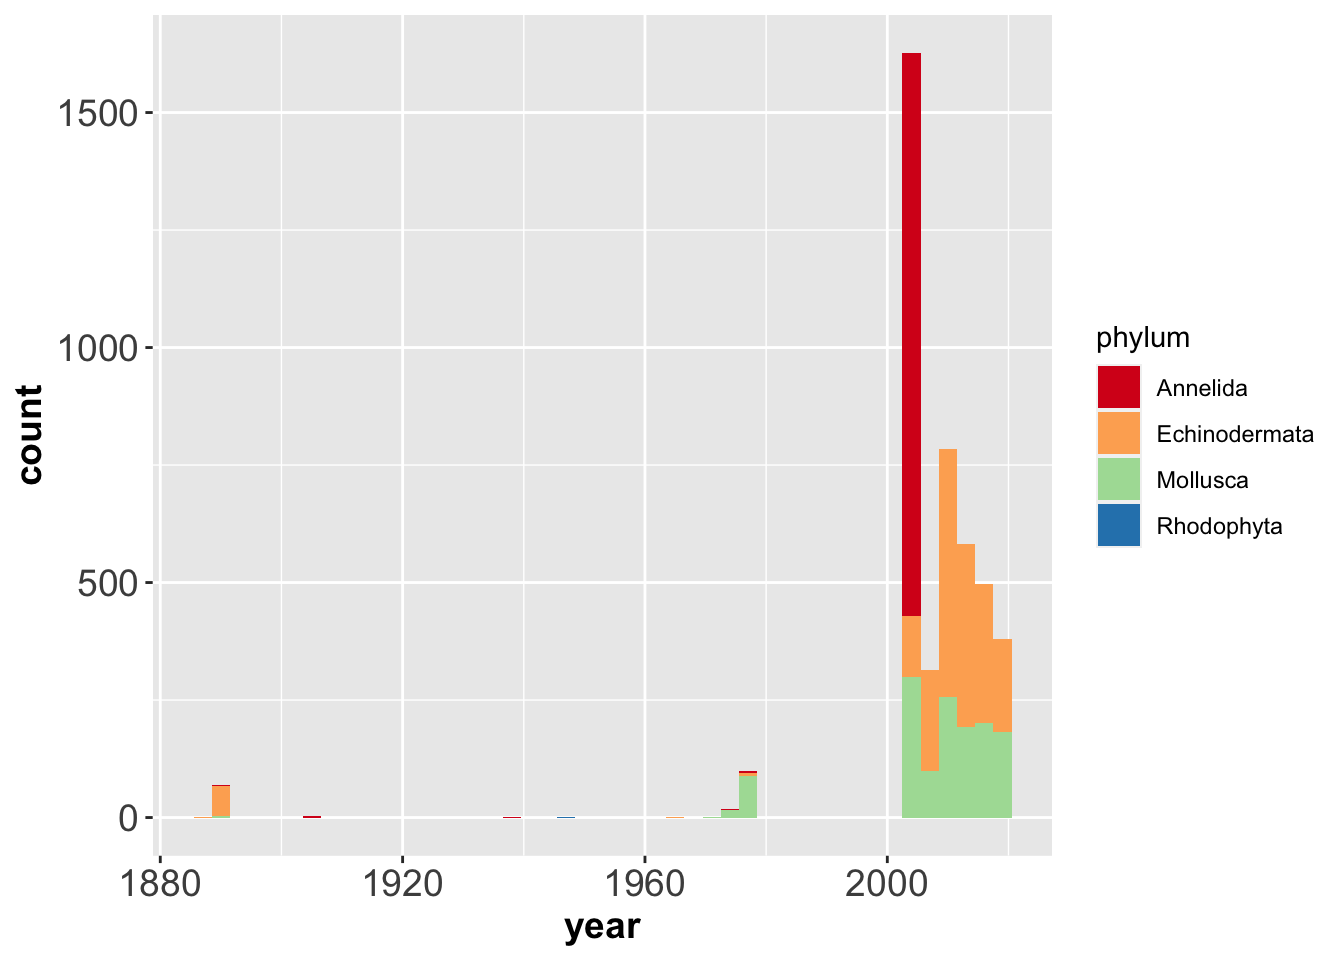 1500
1000
500
0
count
1880 1920 1960 2000
year
phylum
Annelida
Echinodermata
Mollusca
Rhodophyta